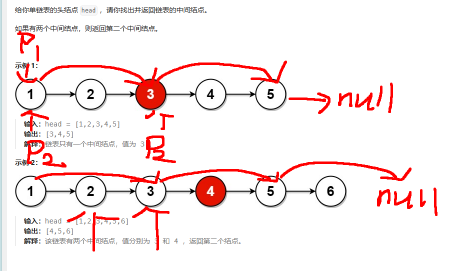 给你单链表的头结点 head ，请你找出并返回链表的中间结点。
如果有两个中间结点，则返回第二个中间结点。
P1
示例 1：
1 2 3 4 5 null
输入：head = [1,2,3,4,5]
输出：[3,4,5]
解释：链表只有一个中间结点，值为 3
P2
示例 2：
1 2 3 4 5 6
null
输入：head = [1,2,3,4,5,6]
输出：[4,5,6]
解释：该链表有两个中间结点，值分别为 3 和 4 ，返回第二个结点。